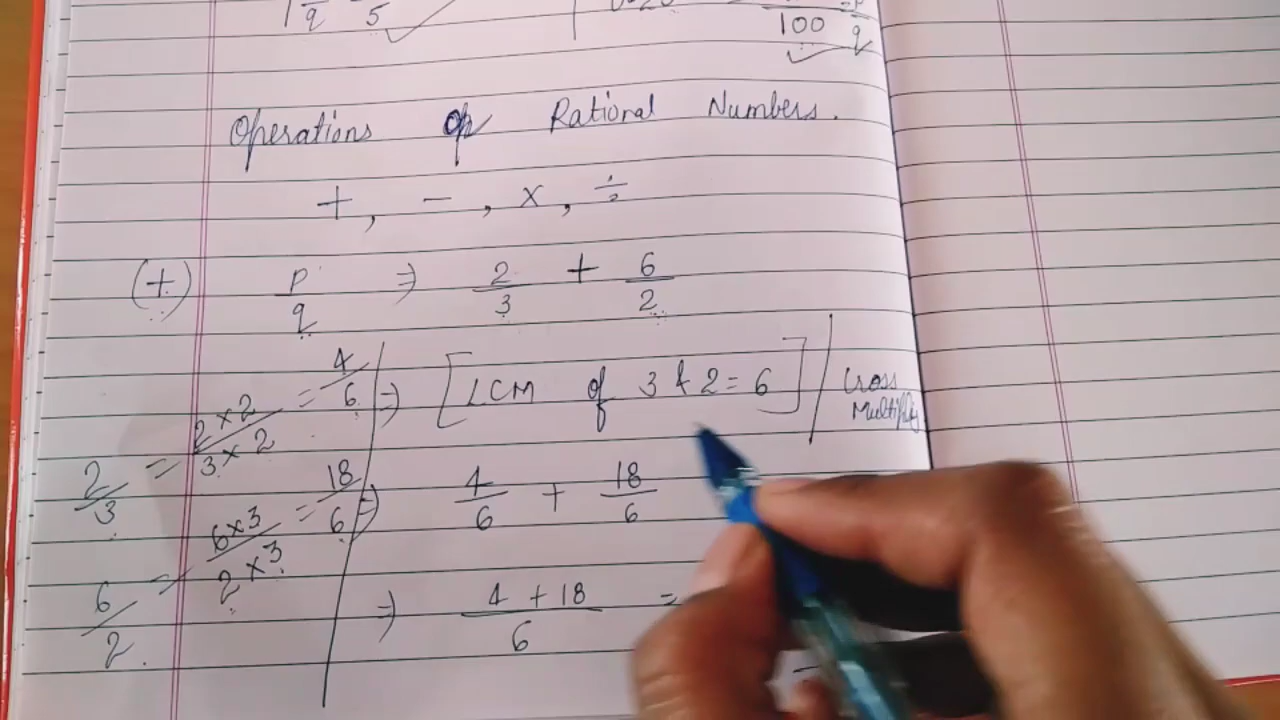 q 5
100 q
Operations of Rational Numbers.
+, -, x, ÷
(+) p/q ⇒ 2/3 + 6/2
⇒ [LCM of 3 & 2 = 6] / Cross Multiply
2/3 = 2 x 2 / 3 x 2 = 4/6
⇒ 4/6 + 18/6
6/2 = 6 x 3 / 2 x 3 = 18/6
⇒ 4 + 18 / 6 =